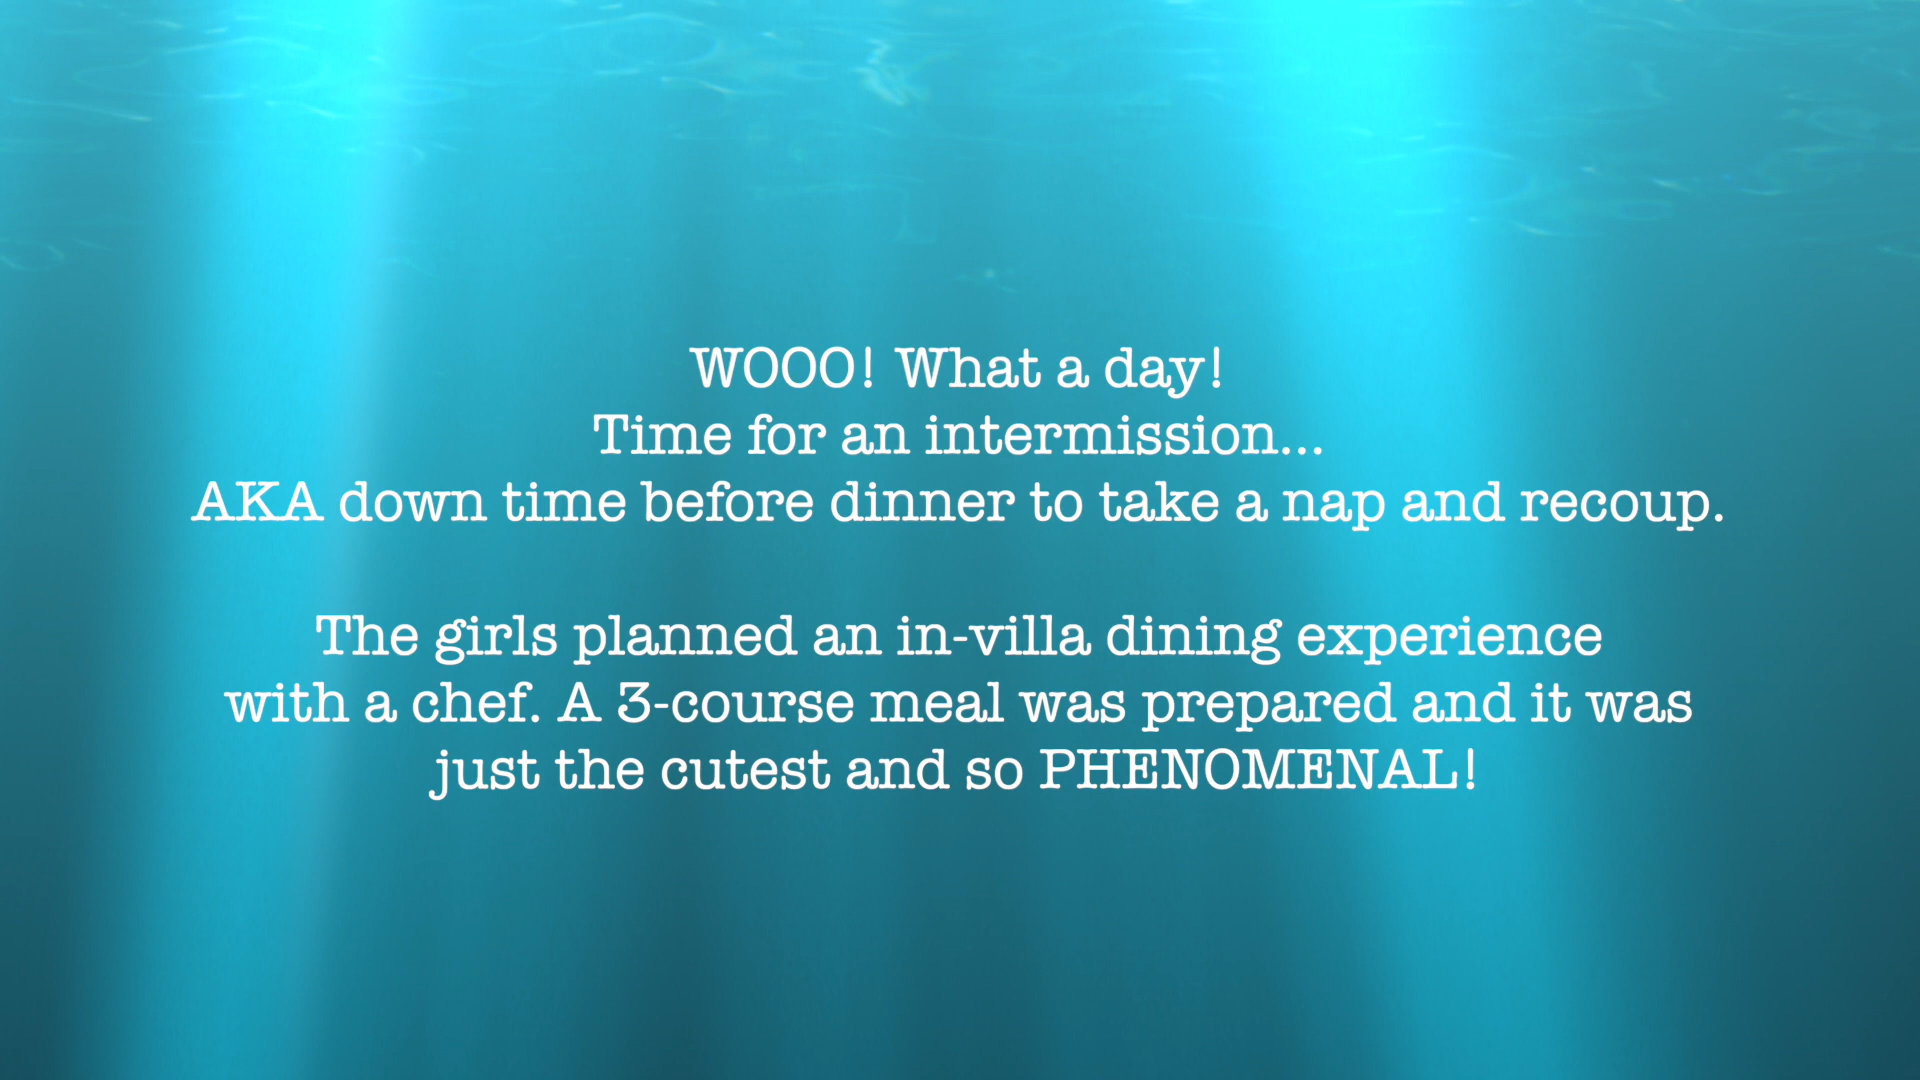 WOOO! What a day!
Time for an intermission...
AKA down time before dinner to take a nap and recoup.
The girls planned an in-villa dining experience
with a chef. A 3-course meal was prepared and it was
just the cutest and so PHENOMENAL!